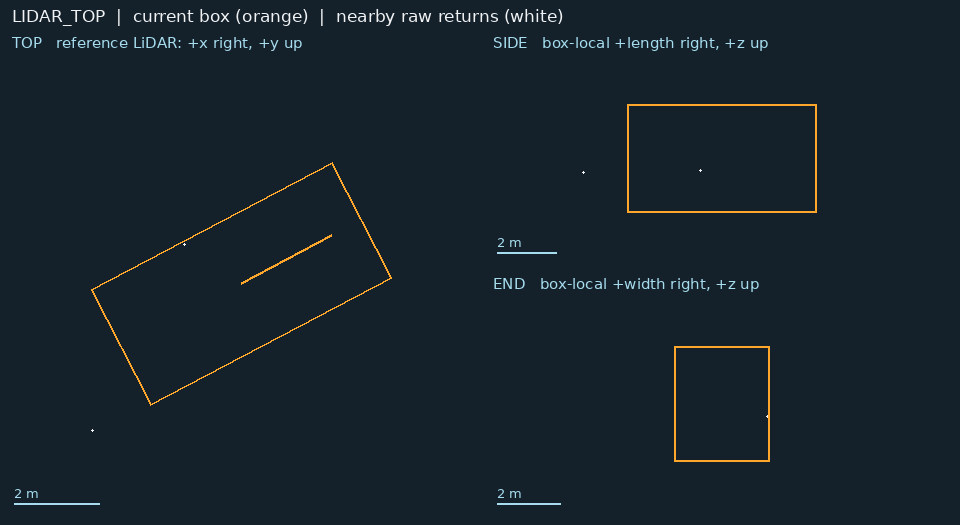 LIDAR_TOP | current box (orange) | nearby raw returns (white)
TOP reference LiDAR: +x right, +y up
SIDE box-local +length right, +z up
2 m
END box-local +width right, +z up
2 m
2 m